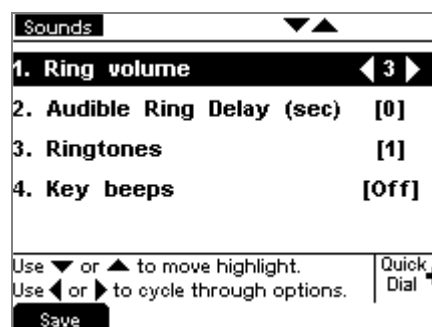 Sounds ▼▲
1. Ring volume ◀ 3 ▶
2. Audible Ring Delay (sec) [0]
3. Ringtones [1]
4. Key beeps [Off]
Use ▼ or ▲ to move highlight.
Use ◀ or ▶ to cycle through options.
Quick
Dial
Save